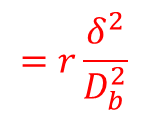 = r δ²/D_b²